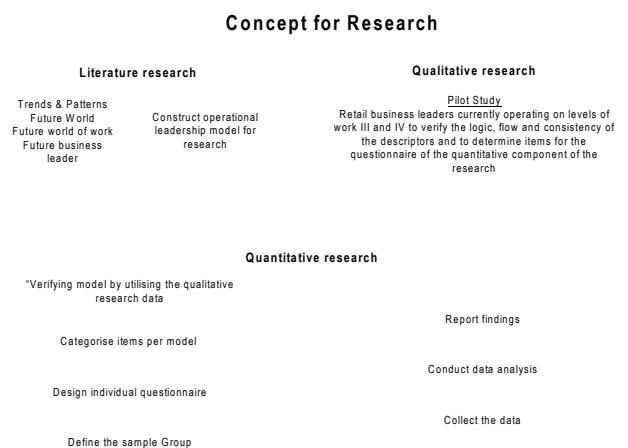 Concept for Research
Literature research
Trends & Patterns
Future World
Future world of work
Future business
leader
Construct operational
leadership model for
research
Qualitative research
Pilot Study
Retail business leaders currently operating on levels of
work III and IV to verify the logic, flow and consistency of
the descriptors and to determine items for the
questionnaire of the quantitative component of the
research
Quantitative research
“Verifying model by utilising the qualitative
research data
Categorise items per model
Design individual questionnaire
Define the sample Group
Report findings
Conduct data analysis
Collect the data